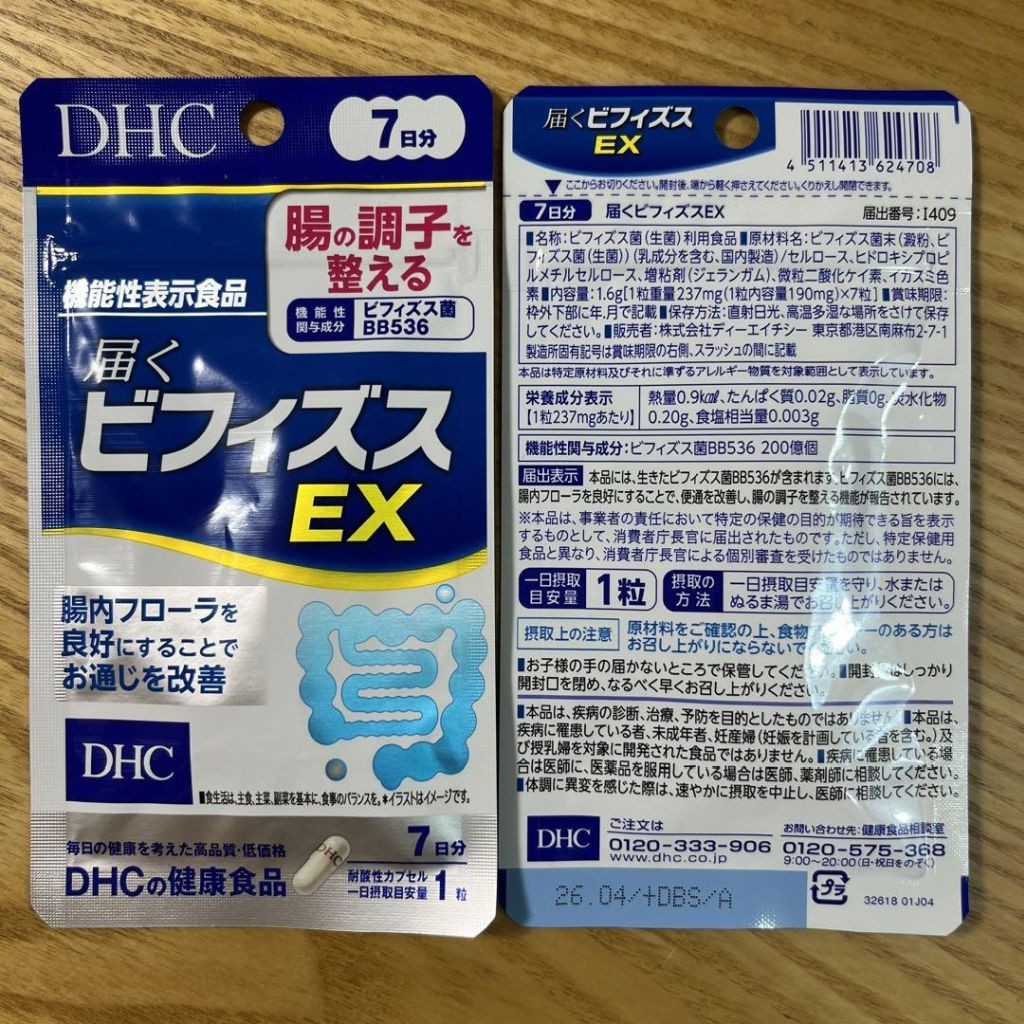 DHC
7日分
腸の調子を
整える
機能性表示食品
機能性
関与成分
ビフィズス菌
BB536
届く
ビフィズス
EX
腸内フローラを
良好にすることで
お通じを改善
DHC
■食生活は、主食、主菜、副菜を基本に、食事のバランスを。*イラストはイメージです。
毎日の健康を考えた高品質・低価格
DHCの健康食品
DHC
7日分
耐酸性カプセル
一日摂取目安量 1粒
届くビフィズス
EX
4 511413 624708
▼ ここからお切りください。開封後、端から軽く押さえてください。くりかえし開閉できます。
7日分 届くビフィズスEX 届出番号:I409
■名称:ビフィズス菌(生菌)利用食品■原材料名:ビフィズス菌末(澱粉、ビ
フィズス菌(生菌))(乳成分を含む、国内製造)/セルロース、ヒドロキシプロピ
ルメチルセルロース、増粘剤(ジェランガム)、微粒二酸化ケイ素、イカスミ色
素■内容量:1.6g[1粒重量237mg(1粒内容量190mg)×7粒]■賞味期限:
枠外下部に年、月で記載■保存方法:直射日光、高温多湿な場所をさけて保存
してください。■販売者:株式会社ディーエイチシー 東京都港区南麻布2-7-1
製造所固有記号は賞味期限の右側、スラッシュの間に記載
本品は特定原材料及びそれに準ずるアレルギー物質を対象範囲として表示しています。
栄養成分表示
【1粒237mgあたり】
熱量0.9kcal、たんぱく質0.02g、脂質0g、炭水化物
0.20g、食塩相当量0.003g
機能性関与成分:ビフィズス菌BB536 200億個
届出表示 本品には、生きたビフィズス菌BB536が含まれます。ビフィズス菌BB536には、
腸内フローラを良好にすることで、便通を改善し、腸の調子を整える機能が報告されています。
※本品は、事業者の責任において特定の保健の目的が期待できる旨を表示
するものとして、消費者庁長官に届出されたものです。ただし、特定保健用
食品と異なり、消費者庁長官による個別審査を受けたものではありません。
一日摂取
目安量
1粒
摂取の
方法
一日摂取目安量を守り、水または
ぬるま湯でお召し上がりください。
摂取上の注意
原材料をご確認の上、食物アレルギーのある方は
お召し上がりにならないでください。
■お子様の手の届かないところで保管してください。■開封後はしっかり
開封口を閉め、なるべく早くお召し上がりください。
■本品は、疾病の診断、治療、予防を目的としたものではありません。■本品は、
疾病に罹患している者、未成年者、妊産婦(妊娠を計画している者を含む。)及
び授乳婦を対象に開発された食品ではありません。■疾病に罹患している場
合は医師に、医薬品を服用している場合は医師、薬剤師に相談してください。
■体調に異変を感じた際は、速やかに摂取を中止し、医師に相談してください。
DHC
ご注文は
0120-333-906
www.dhc.co.jp
お問い合わせ先:健康食品相談室
0120-575-368
9:00~20:00(日・祝日をのぞく)
26.04/+DBS/A
プラ
32618 01J04